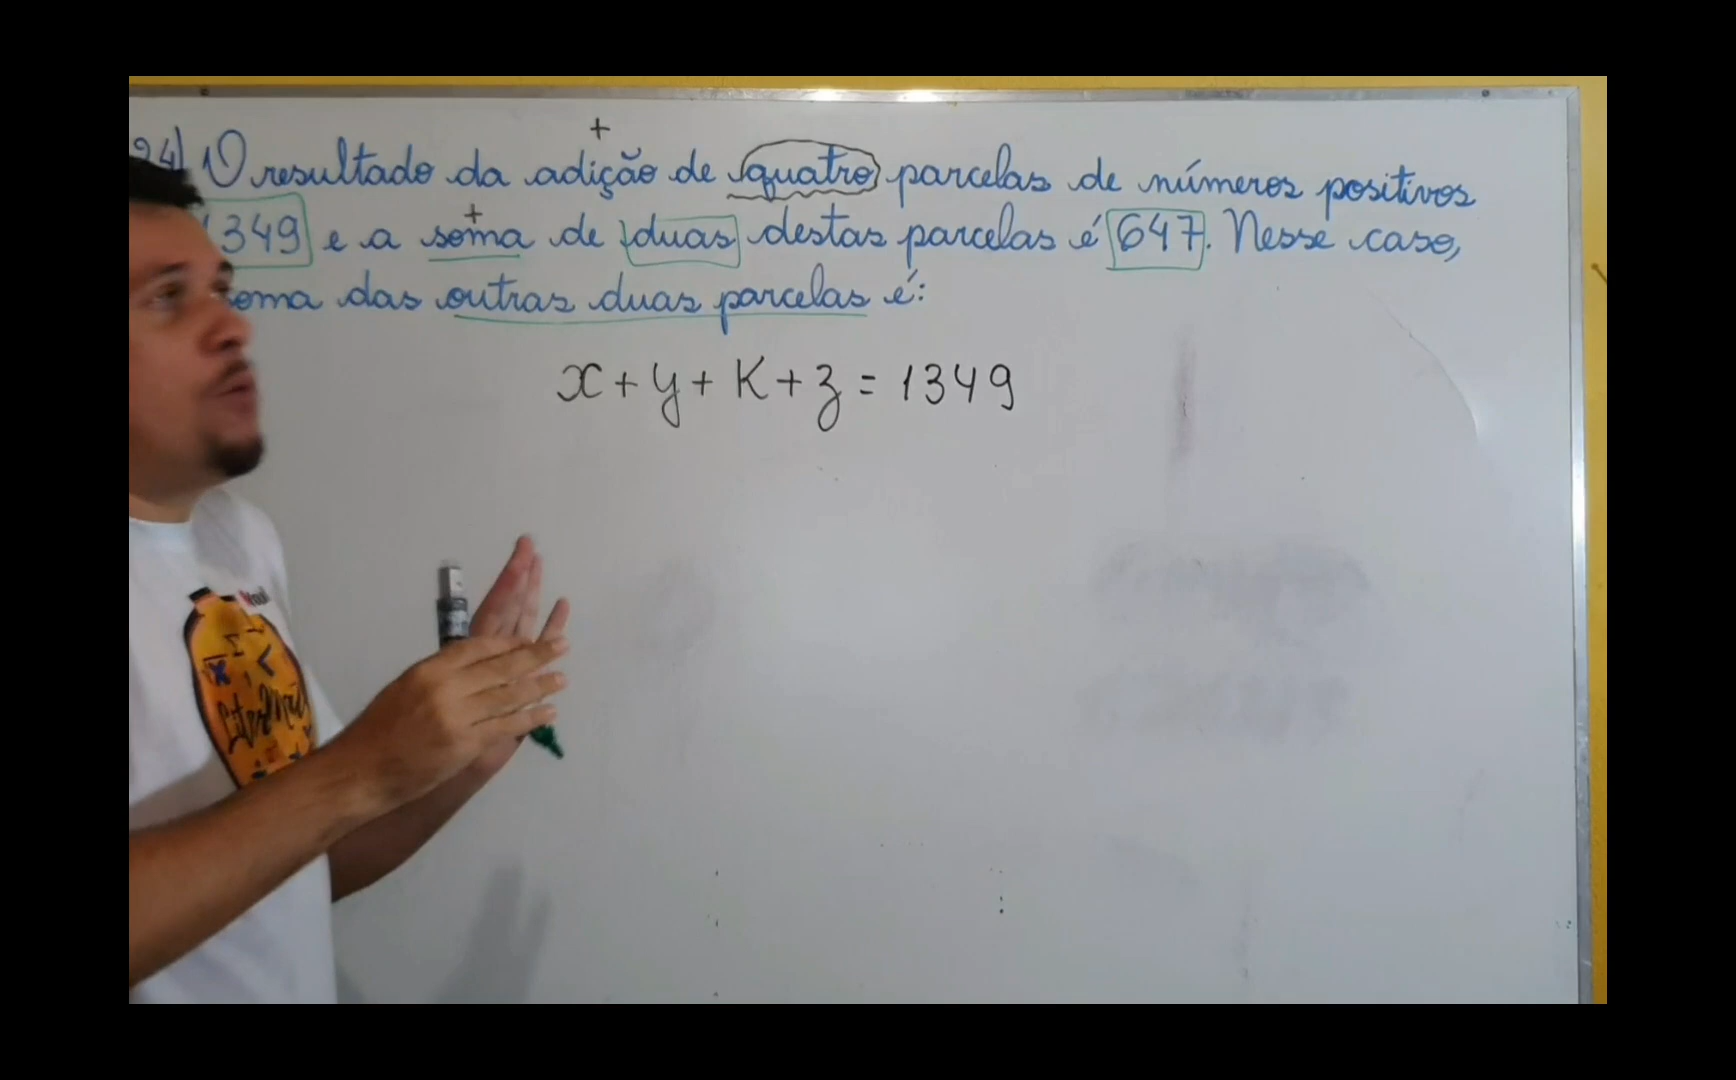 24) O resultado da adição de quatro parcelas de números positivos
1349 e a soma de duas destas parcelas é 647. Nesse caso,
soma das outras duas parcelas é:
x + y + K + z = 1349
LiterMath